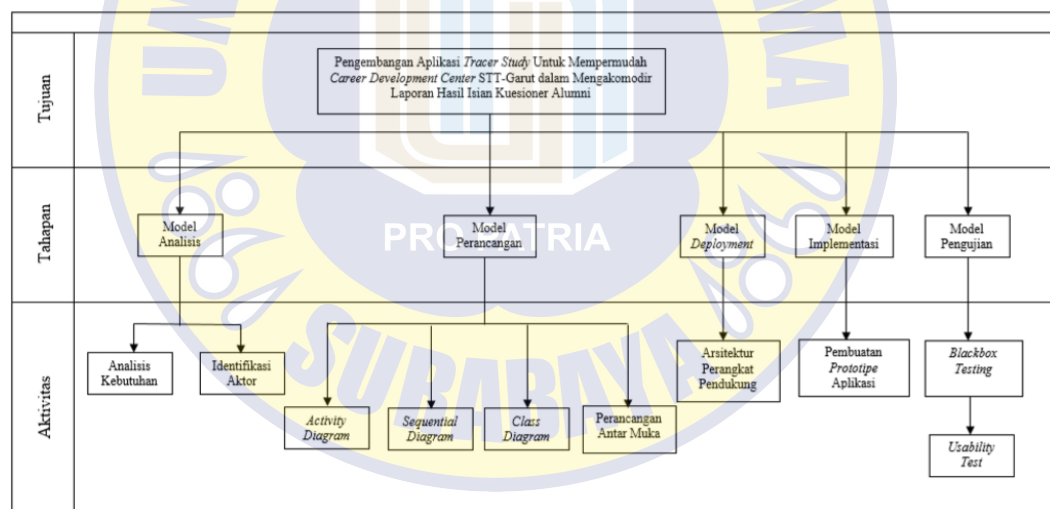 Tujuan
Pengembangan Aplikasi Tracer Study Untuk Mempermudah
Career Development Center STT-Garut dalam Mengakomodir
Laporan Hasil Isian Kuesioner Alumni
Tahapan
Model
Analisis
Model
Perancangan
Model
Deployment
Model
Implementasi
Model
Pengujian
PRO PATRIA
Aktivitas
Analisis
Kebutuhan
Identifikasi
Aktor
Activity
Diagram
Sequential
Diagram
Class
Diagram
Perancangan
Antar Muka
Arsitektur
Perangkat
Pendukung
Pembuatan
Prototipe
Aplikasi
Blackbox
Testing
Usability
Test
SURABAYA